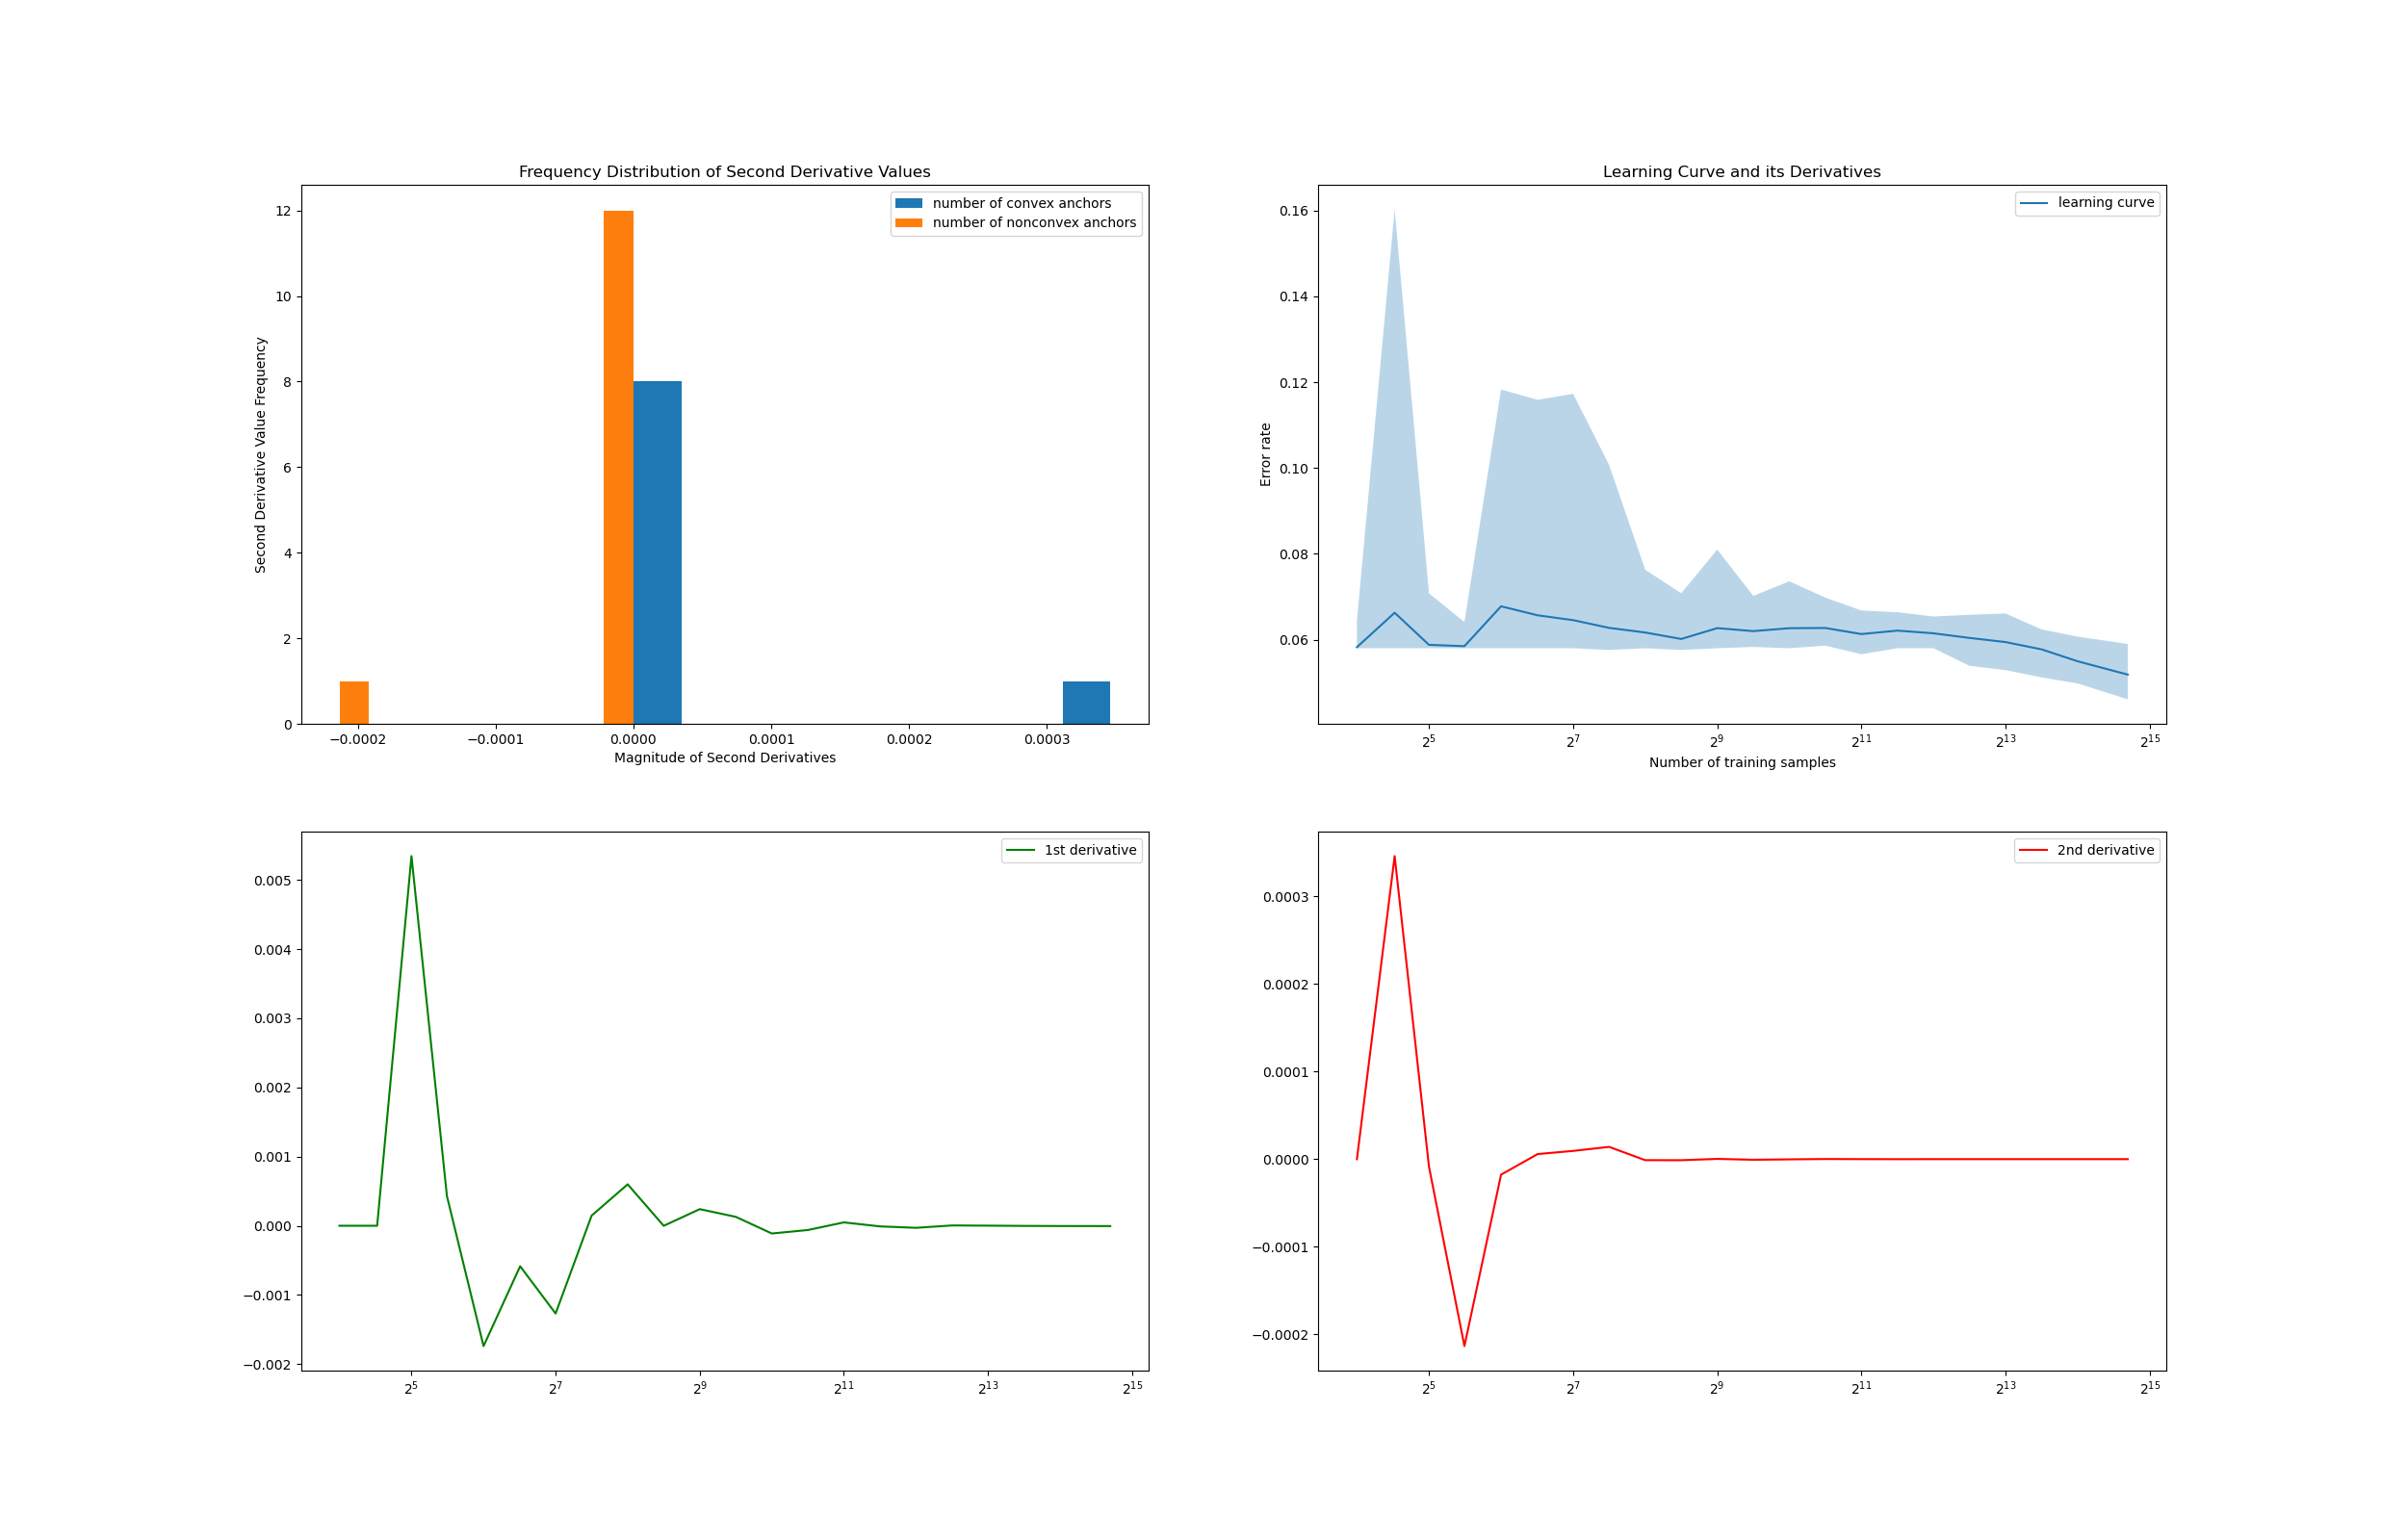 Frequency Distribution of Second Derivative Values
12
10
8
6
4
2
0
Second Derivative Value Frequency
number of convex anchors
number of nonconvex anchors
−0.0002 −0.0001 0.0000 0.0001 0.0002 0.0003
Magnitude of Second Derivatives
Learning Curve and its Derivatives
0.16
0.14
0.12
0.10
0.08
0.06
Error rate
learning curve
2^5 2^7 2^9 2^11 2^13 2^15
Number of training samples
0.005
0.004
0.003
0.002
0.001
0.000
−0.001
−0.002
1st derivative
2^5 2^7 2^9 2^11 2^13 2^15
0.0003
0.0002
0.0001
0.0000
−0.0001
−0.0002
2nd derivative
2^5 2^7 2^9 2^11 2^13 2^15